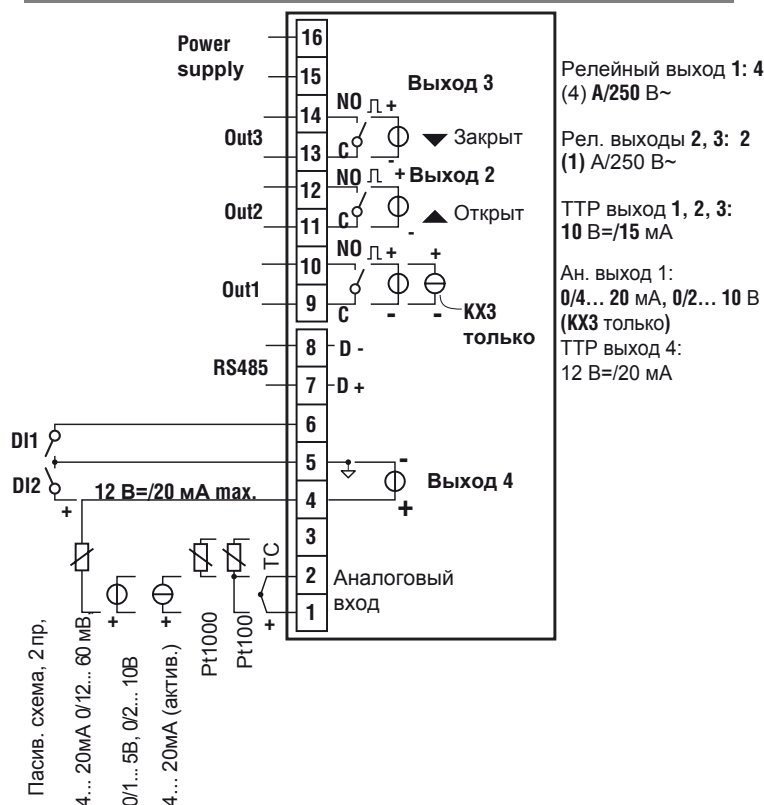 Power
supply
16
15
14
13
12
11
10
9
8
7
6
5
4
3
2
1
Out3
Out2
Out1
RS485
NO
+
Выход 3
C
-
Закрыт
NO
+ Выход 2
C
-
Открыт
NO
+
+
C
-
-
KX3
только
D -
D +
DI1
DI2
+
12 В=/20 мА max.
-
Выход 4
+
TC
Аналоговый
вход
+
+
+
Pt1000
Pt100
Пасив. схема, 2 пр,
4... 20мА 0/12... 60 мВ,
0/1... 5В, 0/2... 10В
4... 20мА (актив.)
Релейный выход 1: 4
(4) A/250 В~
Рел. выходы 2, 3: 2
(1) А/250 В~
ТТР выход 1, 2, 3:
10 В=/15 мА
Ан. выход 1:
0/4... 20 мА, 0/2... 10 В
(KX3 только)
ТТР выход 4:
12 В=/20 мА